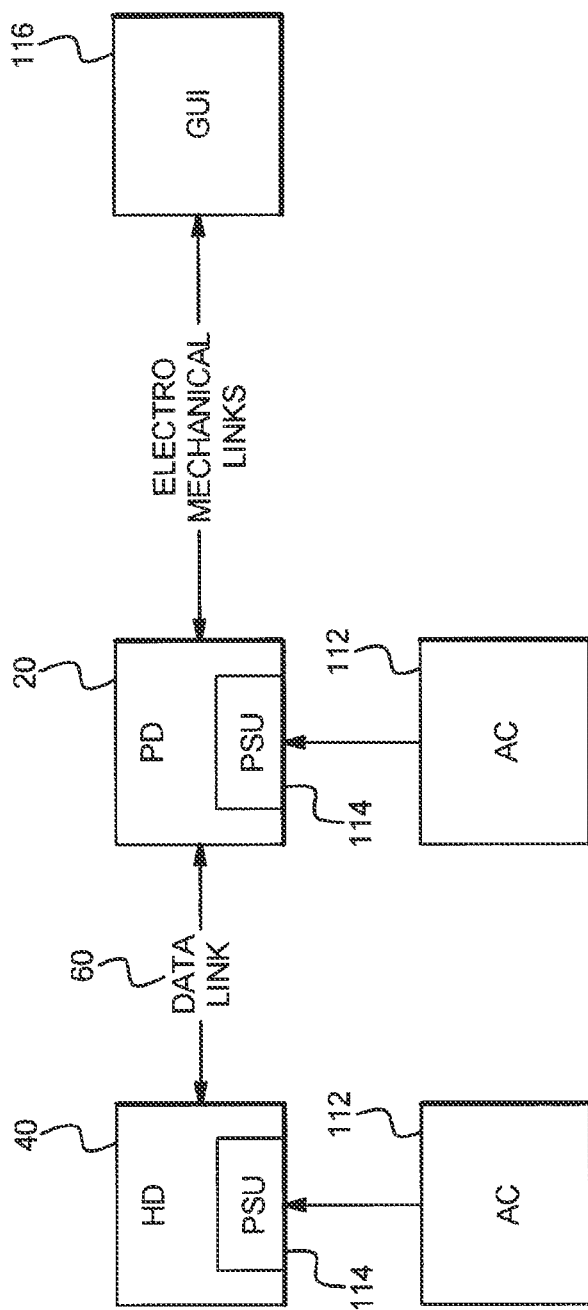 40
HD
PSU
114
112
AC
60
DATA
LINK
20
PD
PSU
114
112
AC
ELECTRO
MECHANICAL
LINKS
116
GUI